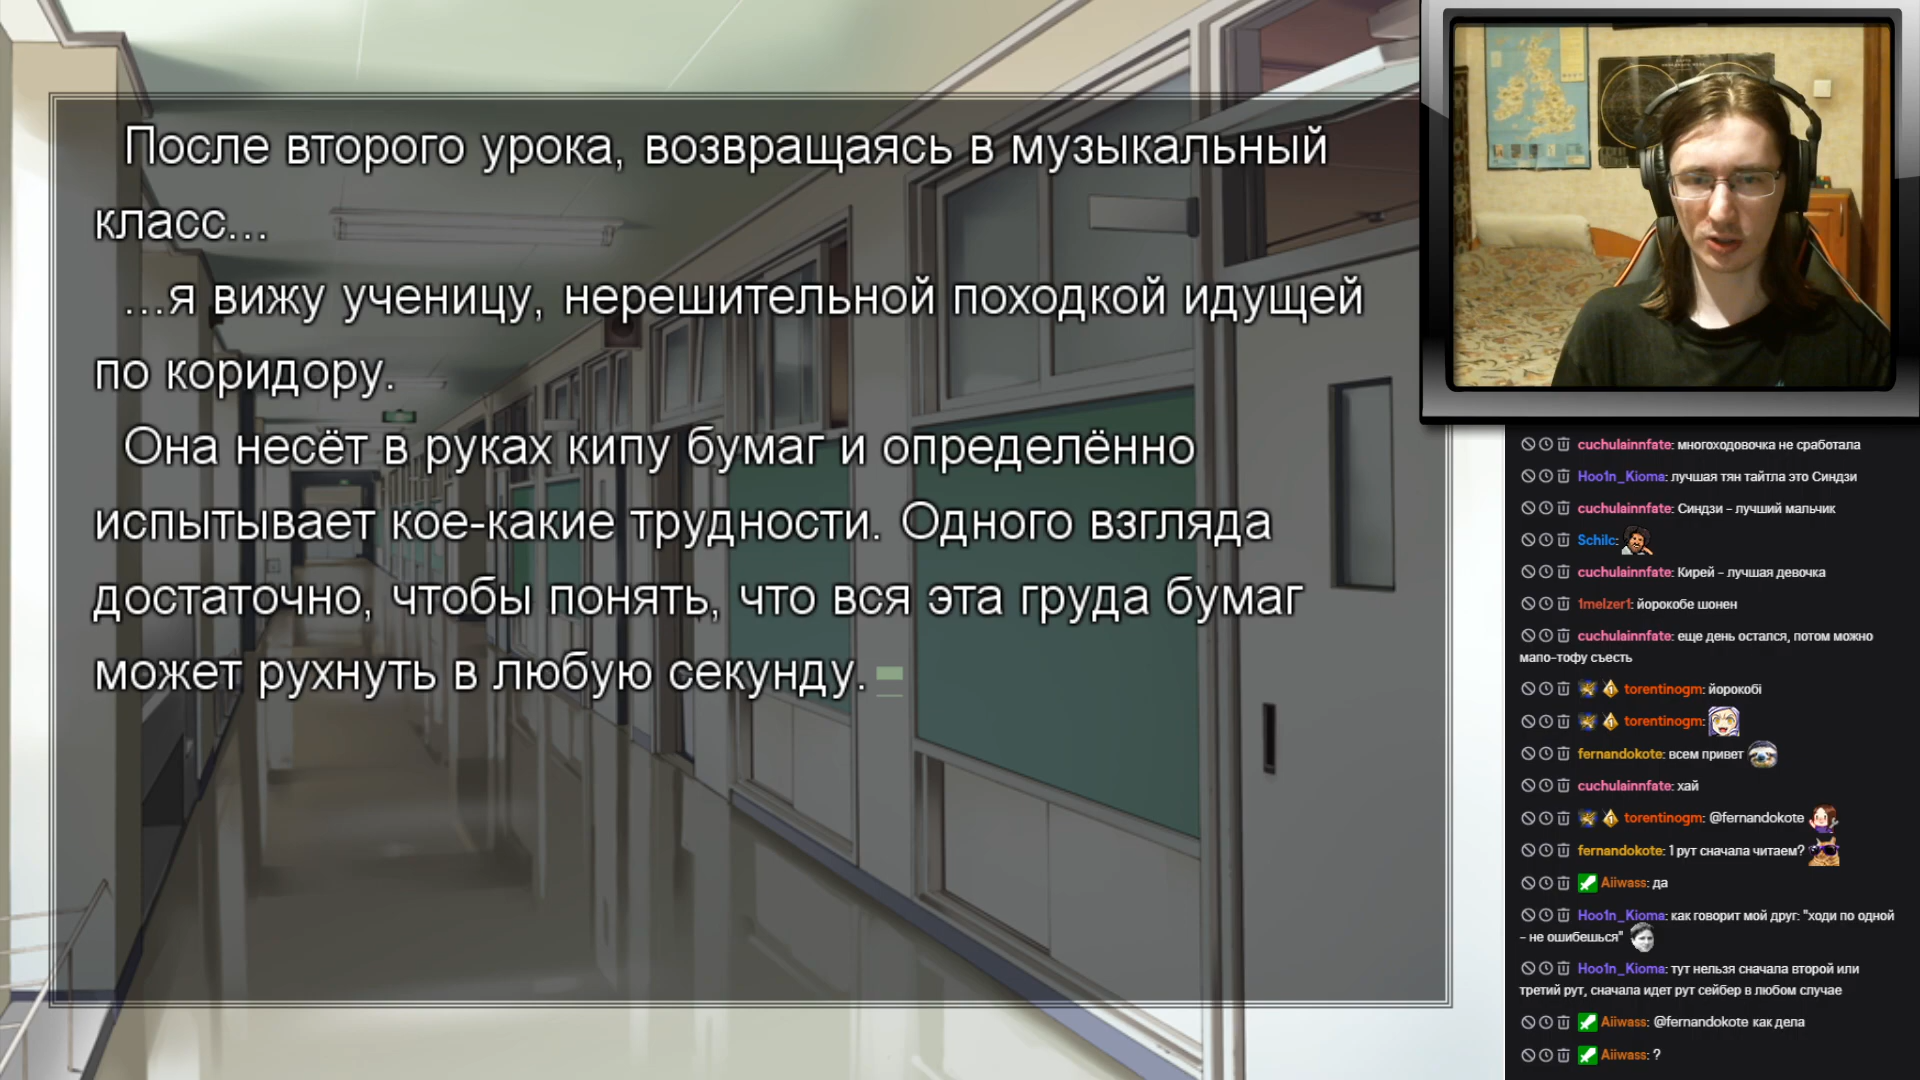 После второго урока, возвращаясь в музыкальный
класс...
...я вижу ученицу, нерешительной походкой идущей
по коридору.
Она несёт в руках кипу бумаг и определённо
испытывает кое-какие трудности. Одного взгляда
достаточно, чтобы понять, что вся эта груда бумаг
может рухнуть в любую секунду.
cuchulainnfate: многоходовочка не сработала
Hoo1n_Kioma: лучшая тян тайтла это Синдзи
cuchulainnfate: Синдзи - лучший мальчик
Schilc:
cuchulainnfate: Кирей - лучшая девочка
1melzer1: йорокобе шонен
cuchulainnfate: еще день остался, потом можно
мапо-тофу съесть
torentinogm: йорокобі
torentinogm:
fernandokote: всем привет
cuchulainnfate: хай
torentinogm: @fernandokote
fernandokote: 1 рут сначала читаем?
Aiiwass: да
Hoo1n_Kioma: как говорит мой друг: "ходи по одной
- не ошибешься"
Hoo1n_Kioma: тут нельзя сначала второй или
третий рут, сначала идет рут сейбер в любом случае
Aiiwass: @fernandokote как дела
Aiiwass: ?